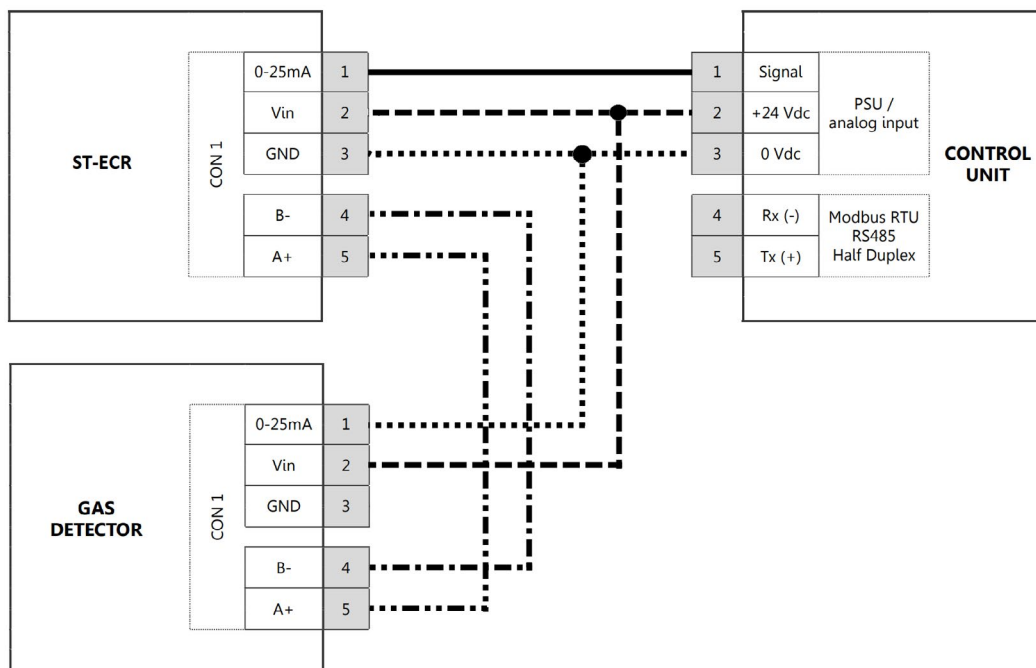 ST-ECR
CON 1
0-25mA 1
Vin 2
GND 3
B- 4
A+ 5
1 Signal
2 +24 Vdc
3 0 Vdc
PSU /
analog input
4 Rx (-)
5 Tx (+)
Modbus RTU
RS485
Half Duplex
CONTROL
UNIT
GAS
DETECTOR
CON 1
0-25mA 1
Vin 2
GND 3
B- 4
A+ 5